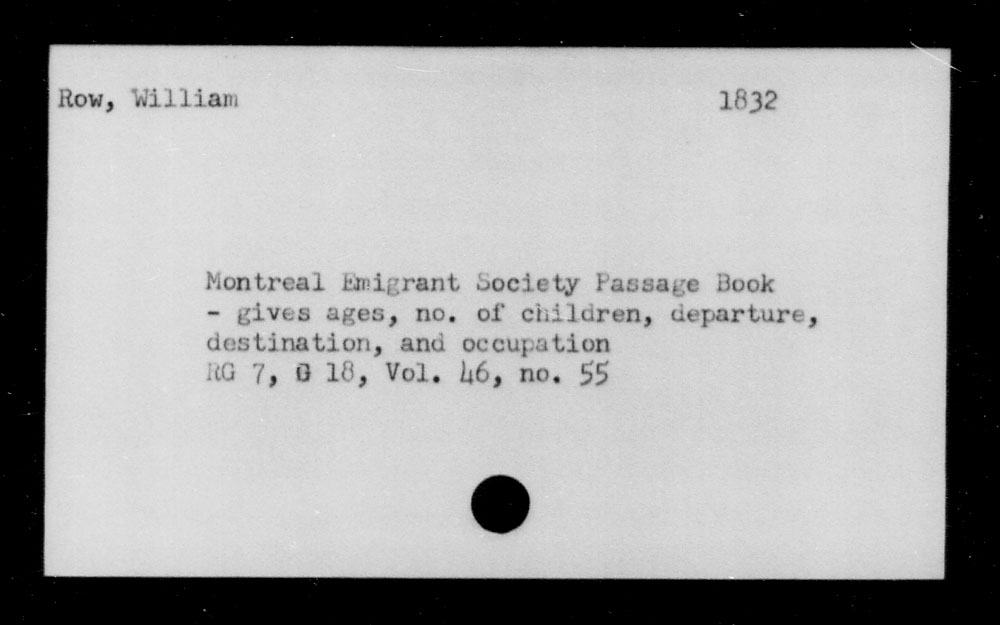 Row, William 1832
Montreal Emigrant Society Passage Book
- gives ages, no. of children, departure,
destination, and occupation
RG 7, G 18, Vol. 46, no. 55